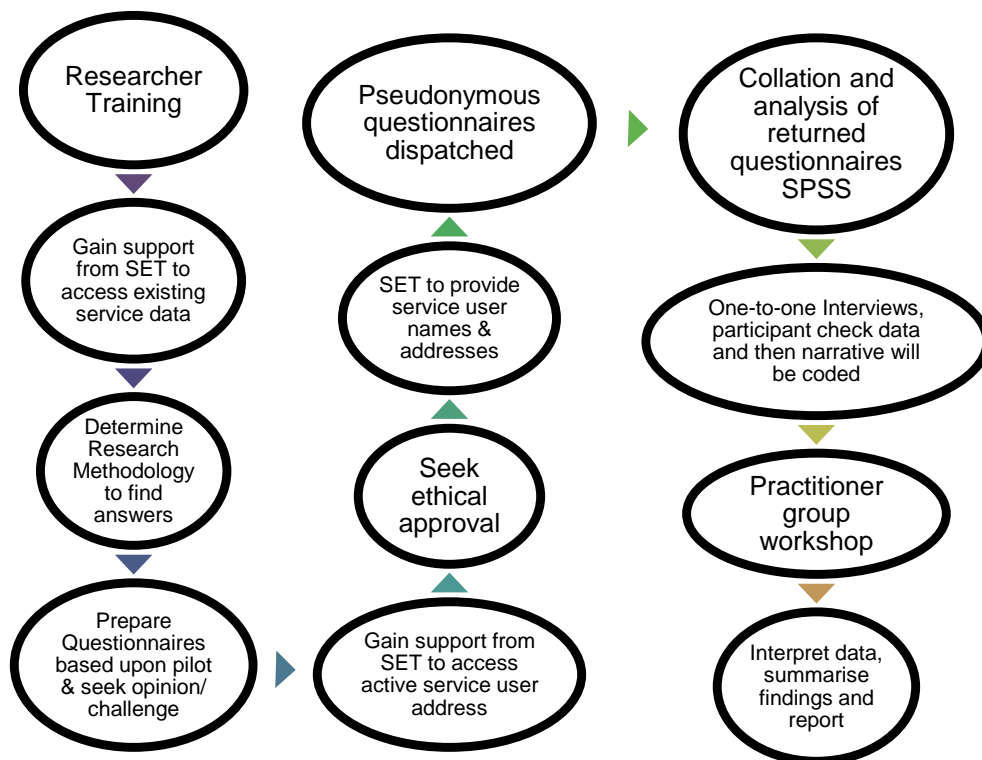 Researcher
Training
Gain support
from SET to
access existing
service data
Determine
Research
Methodology
to find
answers
Prepare
Questionnaires
based upon pilot
& seek opinion/
challenge
Gain support from
SET to access
active service user
address
Seek
ethical
approval
SET to provide
service user
names &
addresses
Pseudonymous
questionnaires
dispatched
Collation and
analysis of
returned
questionnaires
SPSS
One-to-one Interviews,
participant check data
and then narrative will
be coded
Practitioner
group
workshop
Interpret data,
summarise
findings and
report